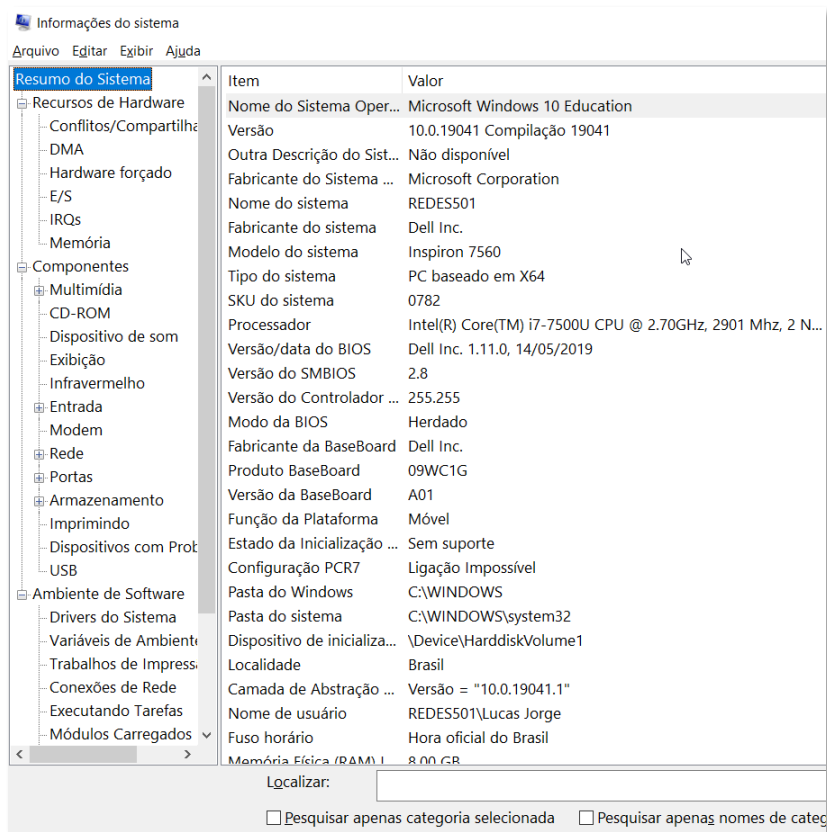 Informações do sistema
Arquivo Editar Exibir Ajuda
Resumo do Sistema
Recursos de Hardware
Conflitos/Compartilha
DMA
Hardware forçado
E/S
IRQs
Memória
Componentes
Multimídia
CD-ROM
Dispositivo de som
Exibição
Infravermelho
Entrada
Modem
Rede
Portas
Armazenamento
Imprimindo
Dispositivos com Prob
USB
Ambiente de Software
Drivers do Sistema
Variáveis de Ambiente
Trabalhos de Impress
Conexões de Rede
Executando Tarefas
Módulos Carregados
Item Valor
Nome do Sistema Oper... Microsoft Windows 10 Education
Versão 10.0.19041 Compilação 19041
Outra Descrição do Sist... Não disponível
Fabricante do Sistema ... Microsoft Corporation
Nome do sistema REDES501
Fabricante do sistema Dell Inc.
Modelo do sistema Inspiron 7560
Tipo do sistema PC baseado em X64
SKU do sistema 0782
Processador Intel(R) Core(TM) i7-7500U CPU @ 2.70GHz, 2901 Mhz, 2 N...
Versão/data do BIOS Dell Inc. 1.11.0, 14/05/2019
Versão do SMBIOS 2.8
Versão do Controlador ... 255.255
Modo da BIOS Herdado
Fabricante da BaseBoard Dell Inc.
Produto BaseBoard 09WC1G
Versão da BaseBoard A01
Função da Plataforma Móvel
Estado da Inicialização ... Sem suporte
Configuração PCR7 Ligação Impossível
Pasta do Windows C:\WINDOWS
Pasta do sistema C:\WINDOWS\system32
Dispositivo de inicializa... \Device\HarddiskVolume1
Localidade Brasil
Camada de Abstração ... Versão = "10.0.19041.1"
Nome de usuário REDES501\Lucas Jorge
Fuso horário Hora oficial do Brasil
Memória Física (RAM) I... 8,00 GB
Localizar:
Pesquisar apenas categoria selecionada Pesquisar apenas nomes de categ